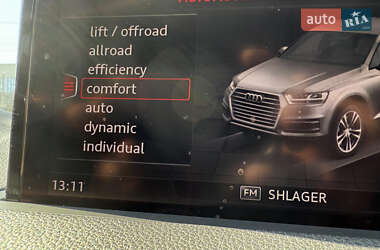 auto RIA
lift / offroad
allroad
efficiency
comfort
auto
dynamic
individual
13:11
FM SHLAGER